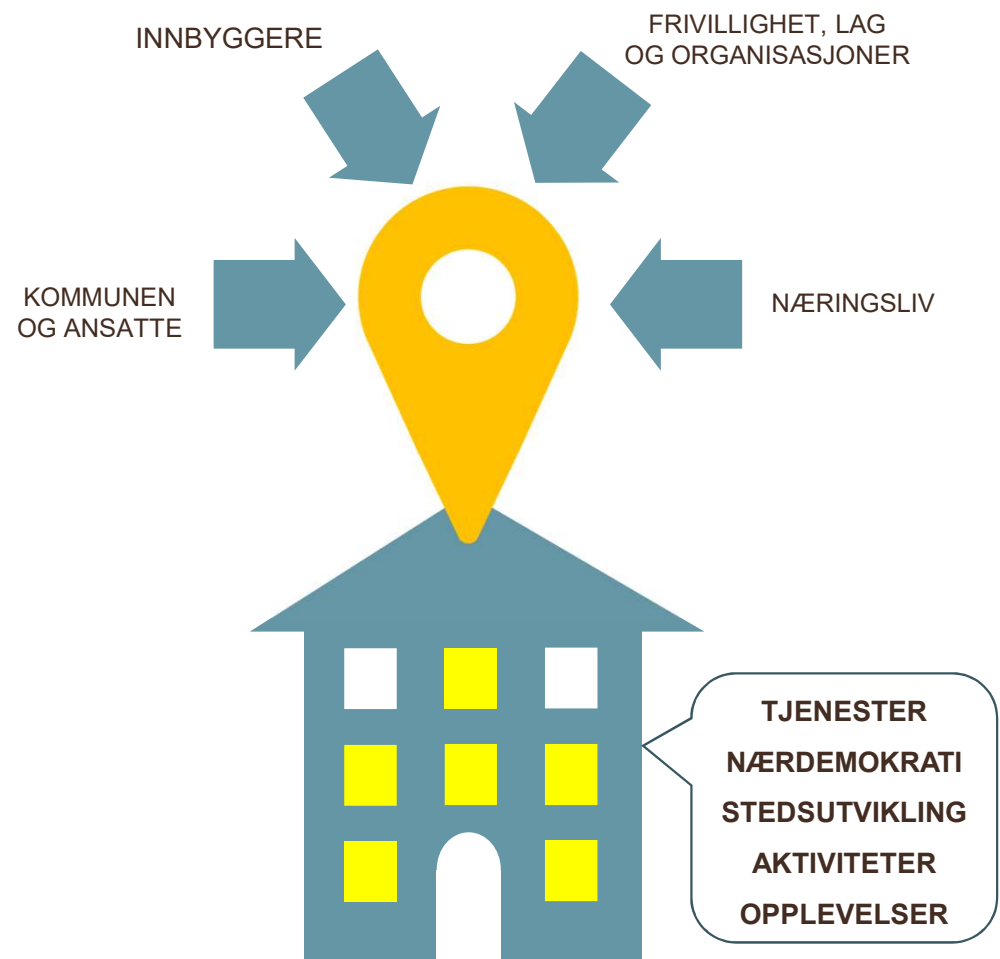 INNBYGGERE
FRIVILLIGHET, LAG
OG ORGANISASJONER
KOMMUNEN
OG ANSATTE
NÆRINGSLIV
TJENESTER
NÆRDEMOKRATI
STEDSUTVIKLING
AKTIVITETER
OPPLEVELSER